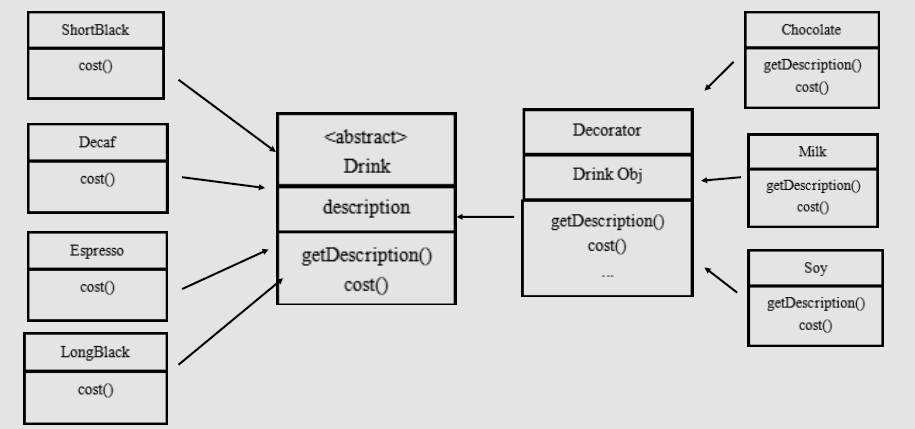 ShortBlack
cost()
Decaf
cost()
Espresso
cost()
LongBlack
cost()
<abstract>
Drink
description
getDescription()
cost()
Decorator
Drink Obj
getDescription()
cost()
...
Chocolate
getDescription()
cost()
Milk
getDescription()
cost()
Soy
getDescription()
cost()